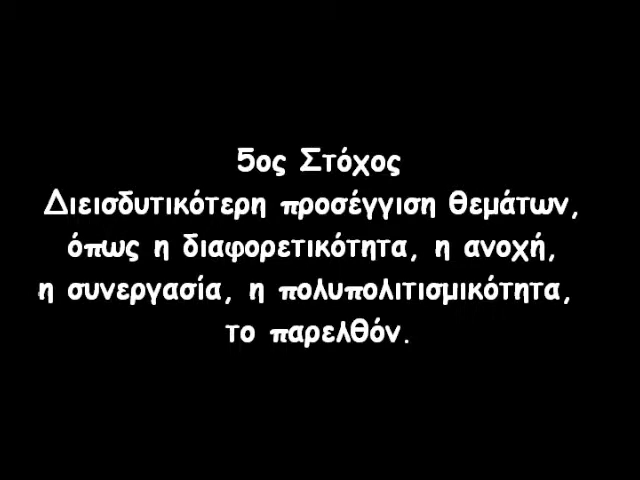 5ος Στόχος
Διεισδυτικότερη προσέγγιση θεμάτων,
όπως η διαφορετικότητα, η ανοχή,
η συνεργασία, η πολυπολιτισμικότητα,
το παρελθόν.